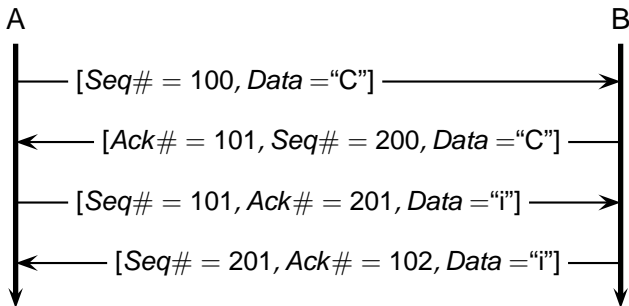 A B
[Seq# = 100, Data =“C”]
[Ack# = 101, Seq# = 200, Data =“C”]
[Seq# = 101, Ack# = 201, Data =“i”]
[Seq# = 201, Ack# = 102, Data =“i”]